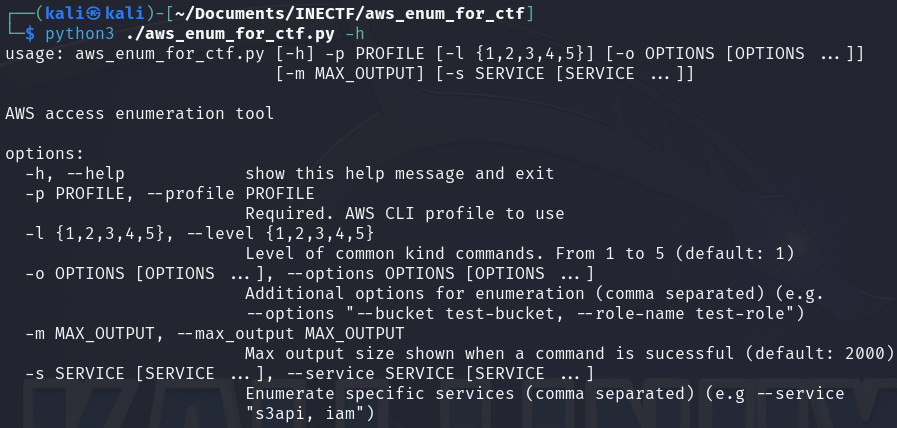 ┌──(kali㉿kali)-[~/Documents/INECTF/aws_enum_for_ctf]
└─$ python3 ./aws_enum_for_ctf.py -h
usage: aws_enum_for_ctf.py [-h] -p PROFILE [-l {1,2,3,4,5}] [-o OPTIONS [OPTIONS ...]]
[-m MAX_OUTPUT] [-s SERVICE [SERVICE ...]]
AWS access enumeration tool
options:
-h, --help show this help message and exit
-p PROFILE, --profile PROFILE
Required. AWS CLI profile to use
-l {1,2,3,4,5}, --level {1,2,3,4,5}
Level of common kind commands. From 1 to 5 (default: 1)
-o OPTIONS [OPTIONS ...], --options OPTIONS [OPTIONS ...]
Additional options for enumeration (comma separated) (e.g.
--options "--bucket test-bucket, --role-name test-role")
-m MAX_OUTPUT, --max_output MAX_OUTPUT
Max output size shown when a command is sucessful (default: 2000)
-s SERVICE [SERVICE ...], --service SERVICE [SERVICE ...]
Enumerate specific services (comma separated) (e.g --service
"s3api, iam")